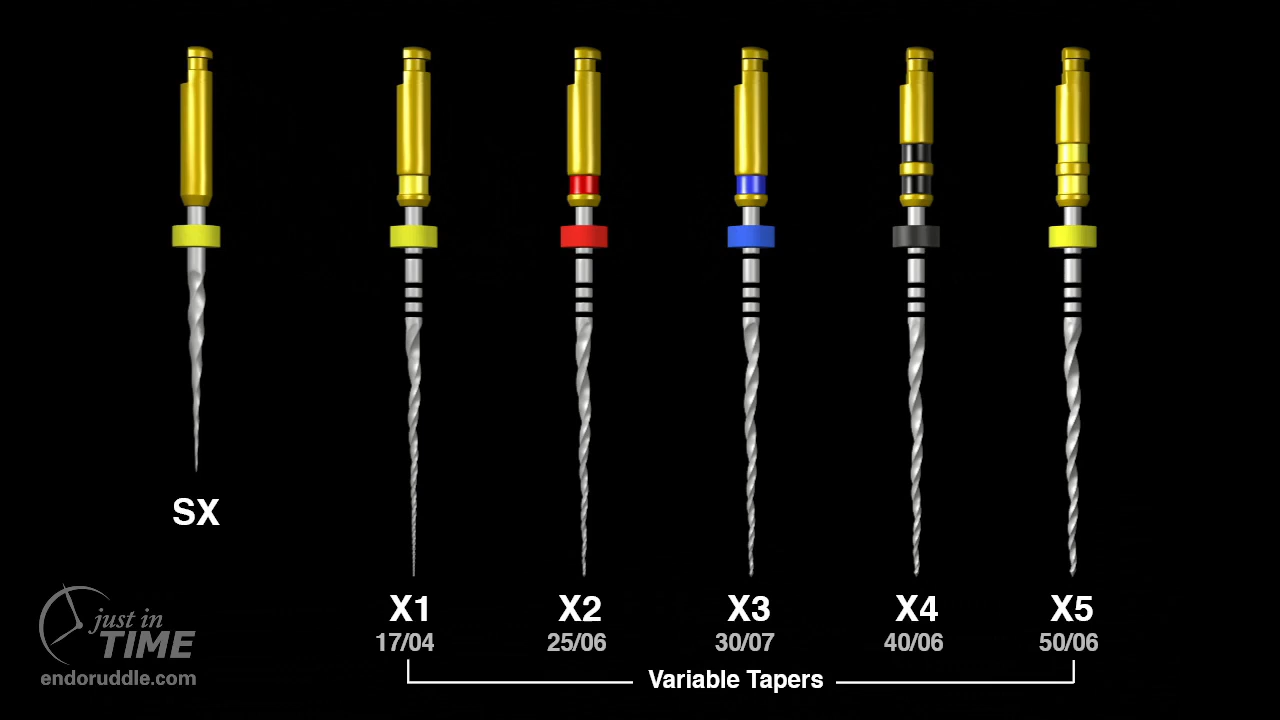 SX
X1
17/04
X2
25/06
X3
30/07
X4
40/06
X5
50/06
Variable Tapers
just in
TIME
endoruddle.com